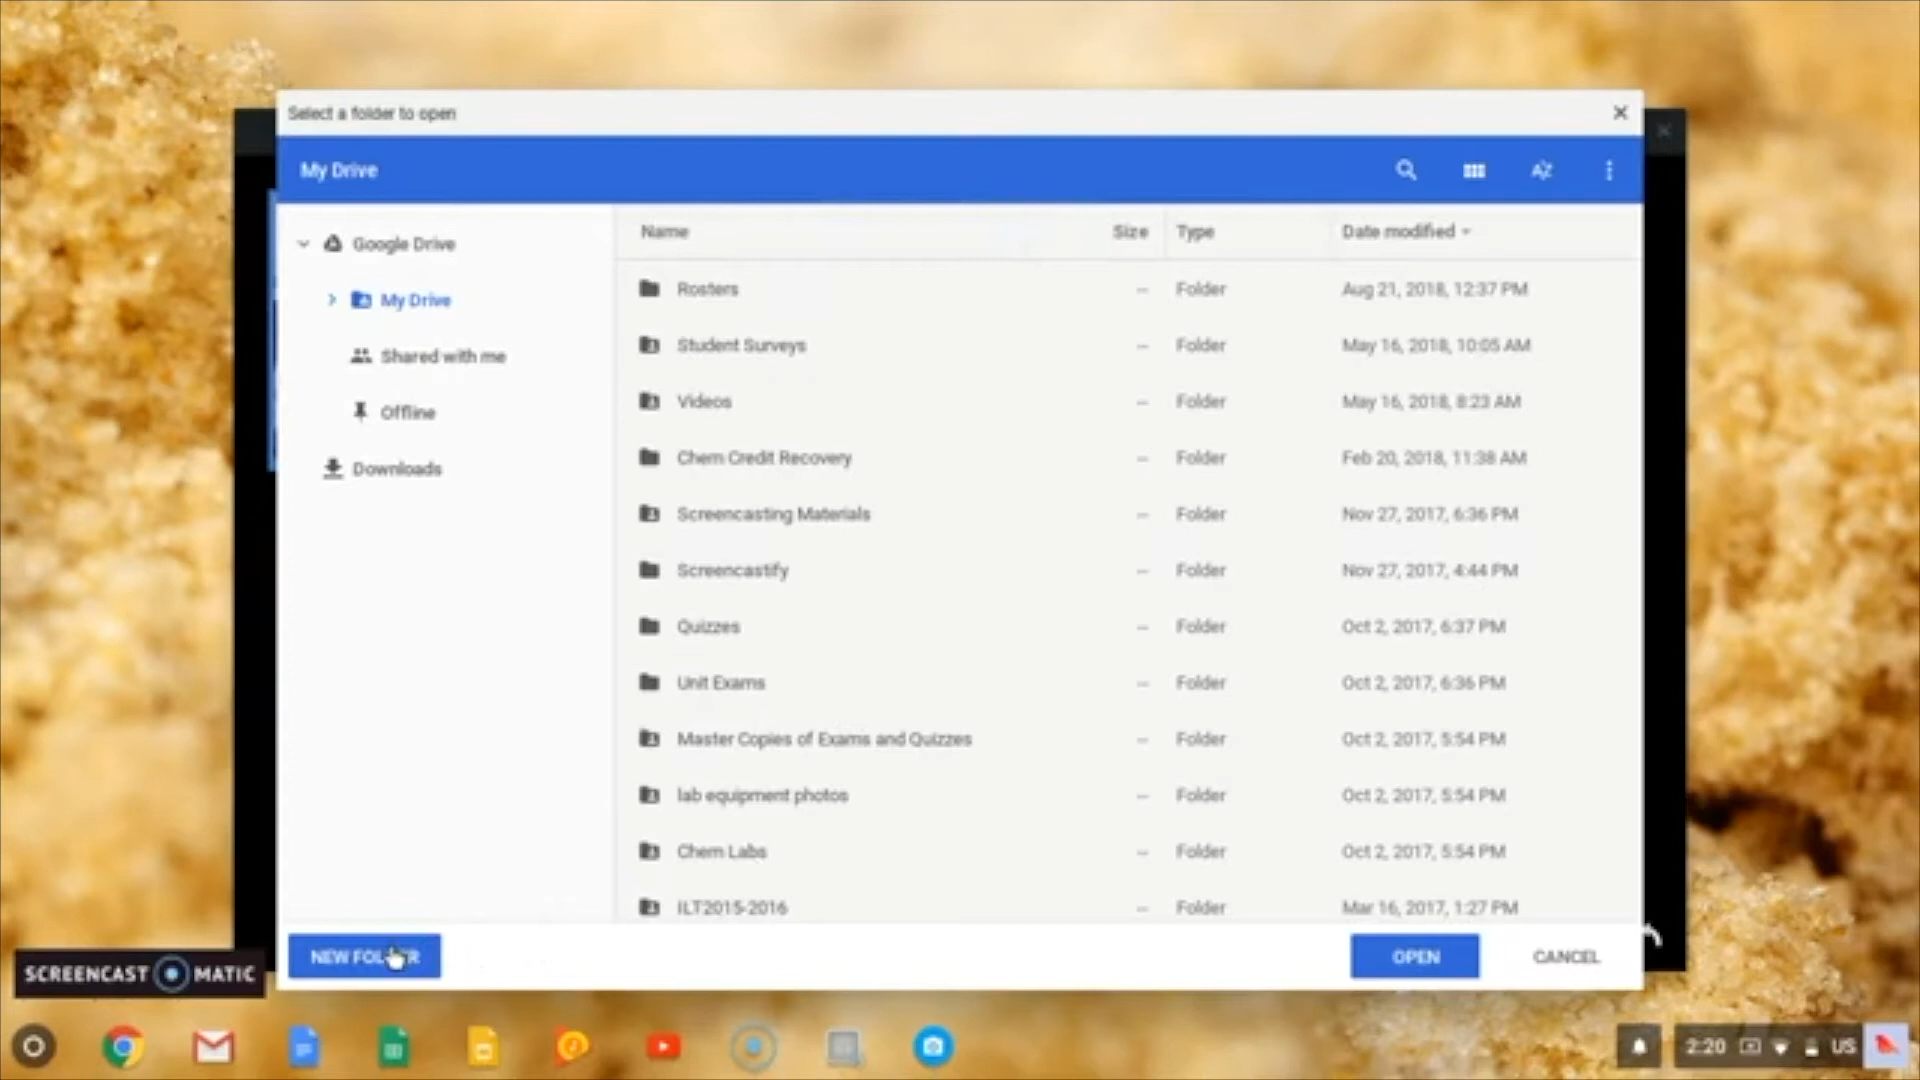 Select a folder to open
My Drive
Name Size Type Date modified
Google Drive
My Drive
Shared with me
Offline
Downloads
Rosters -- Folder Aug 21, 2018, 12:37 PM
Student Surveys -- Folder May 16, 2018, 10:05 AM
Videos -- Folder May 16, 2018, 8:23 AM
Chem Credit Recovery -- Folder Feb 20, 2018, 11:38 AM
Screencasting Materials -- Folder Nov 27, 2017, 6:36 PM
Screencastify -- Folder Nov 27, 2017, 4:44 PM
Quizzes -- Folder Oct 2, 2017, 6:37 PM
Unit Exams -- Folder Oct 2, 2017, 6:36 PM
Master Copies of Exams and Quizzes -- Folder Oct 2, 2017, 5:54 PM
lab equipment photos -- Folder Oct 2, 2017, 5:54 PM
Chem Labs -- Folder Oct 2, 2017, 5:54 PM
ILT2015-2016 -- Folder Mar 16, 2017, 1:27 PM
NEW FOLDER OPEN CANCEL
SCREENCAST MATIC
2:20 US